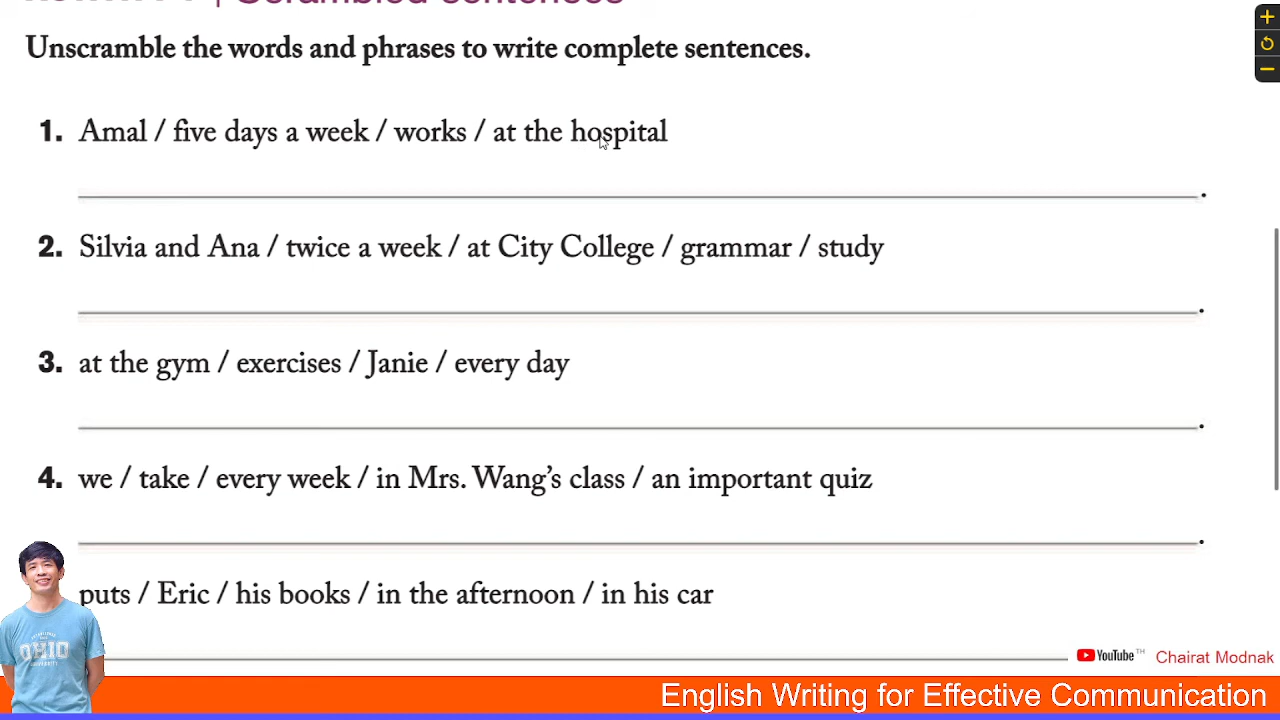 Unscramble the words and phrases to write complete sentences.
1. Amal / five days a week / works / at the hospital
.
2. Silvia and Ana / twice a week / at City College / grammar / study
.
3. at the gym / exercises / Janie / every day
.
4. we / take / every week / in Mrs. Wang's class / an important quiz
.
puts / Eric / his books / in the afternoon / in his car
OHIO
YouTube TM Chairat Modnak
English Writing for Effective Communication